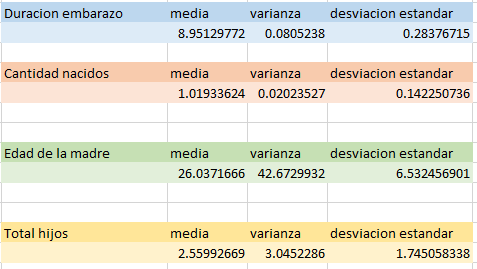 Duracion embarazo media varianza desviacion estandar
8.95129772 0.0805238 0.28376715
Cantidad nacidos media varianza desviacion estandar
1.01933624 0.02023527 0.142250736
Edad de la madre media varianza desviacion estandar
26.0371666 42.6729932 6.532456901
Total hijos media varianza desviacion estandar
2.55992669 3.0452286 1.745058338